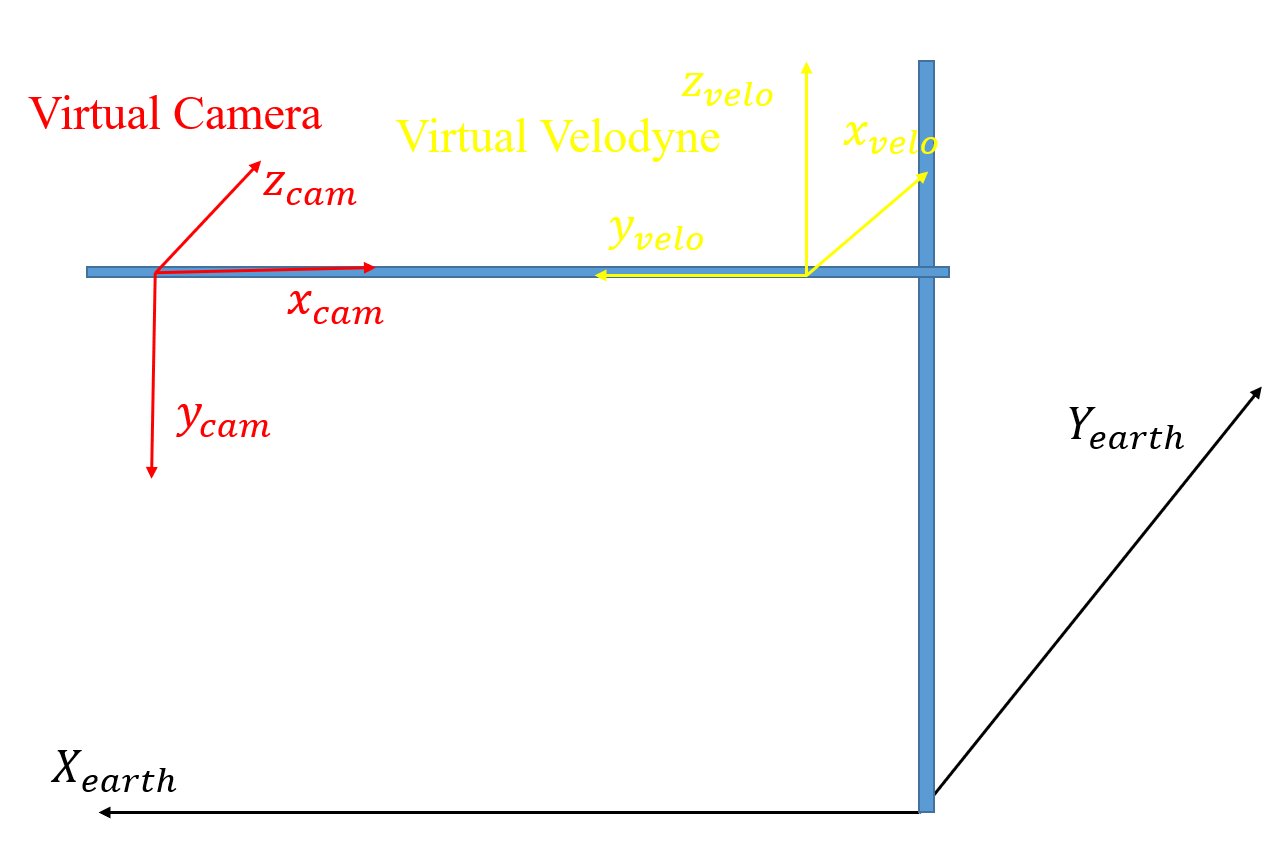 Virtual Camera
Virtual Velodyne
z_velo
x_velo
z_cam
y_velo
x_cam
y_cam
Y_earth
X_earth